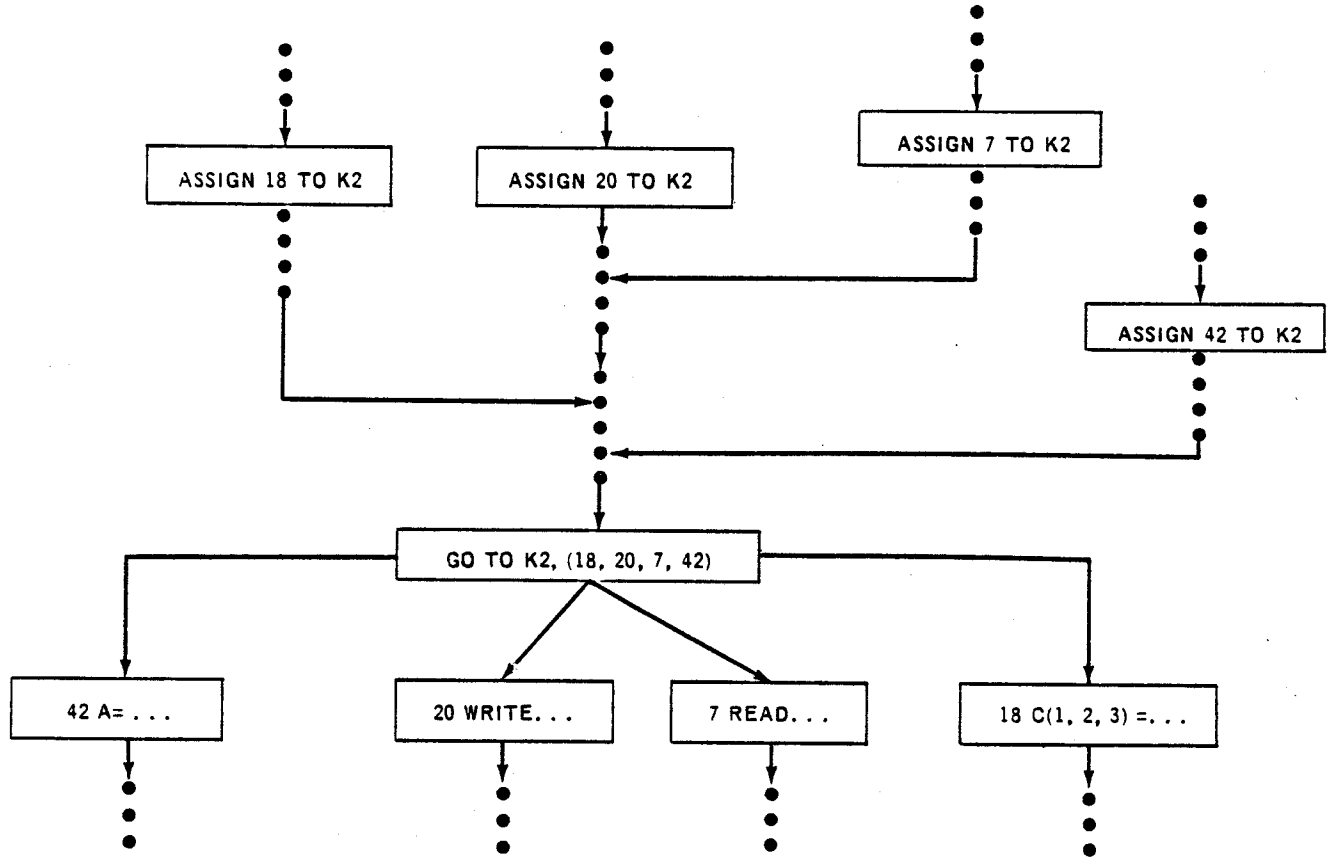 ASSIGN 7 TO K2
ASSIGN 18 TO K2
ASSIGN 20 TO K2
ASSIGN 42 TO K2
GO TO K2, (18, 20, 7, 42)
42 A= . . .
20 WRITE. . .
7 READ. . .
18 C(1, 2, 3) =. . .